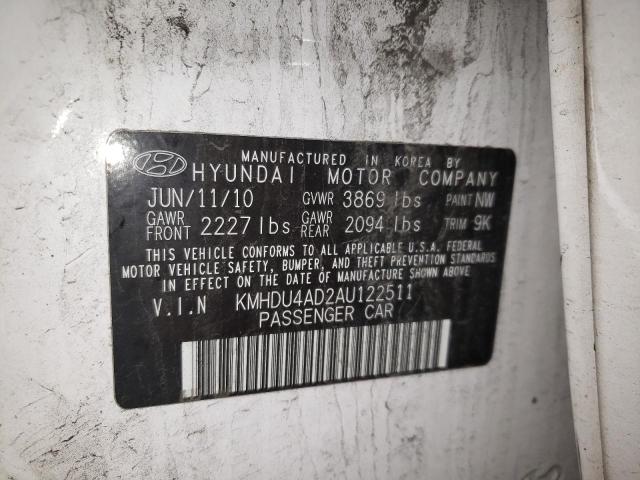 MANUFACTURED IN KOREA BY
HYUNDAI MOTOR COMPANY
JUN/11/10 GVWR 3869 lbs PAINT NW
GAWR FRONT 2227 lbs GAWR REAR 2094 lbs TRIM 9K
THIS VEHICLE CONFORMS TO ALL APPLICABLE U.S.A. FEDERAL
MOTOR VEHICLE SAFETY, BUMPER, AND THEFT PREVENTION STANDARDS
IN EFFECT ON THE DATE OF MANUFACTURE SHOWN ABOVE.
V.I.N KMHDU4AD2AU122511
PASSENGER CAR